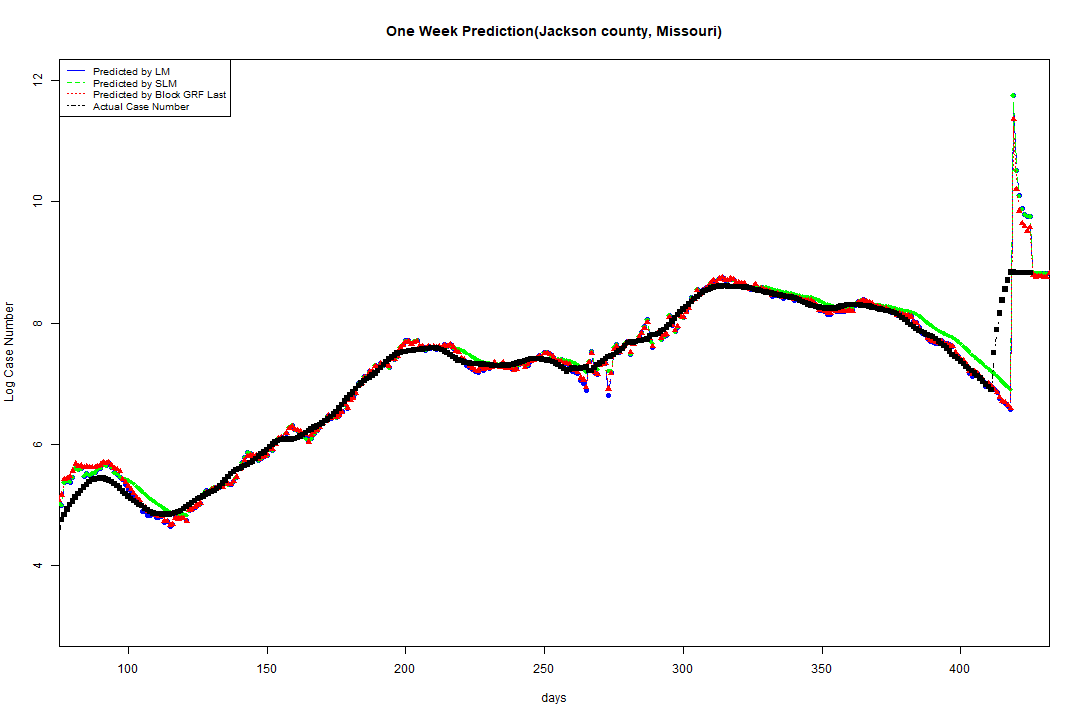 One Week Prediction(Jackson county, Missouri)
Predicted by LM
Predicted by SLM
Predicted by Block GRF Last
Actual Case Number
12
10
8
6
4
Log Case Number
100 150 200 250 300 350 400
days